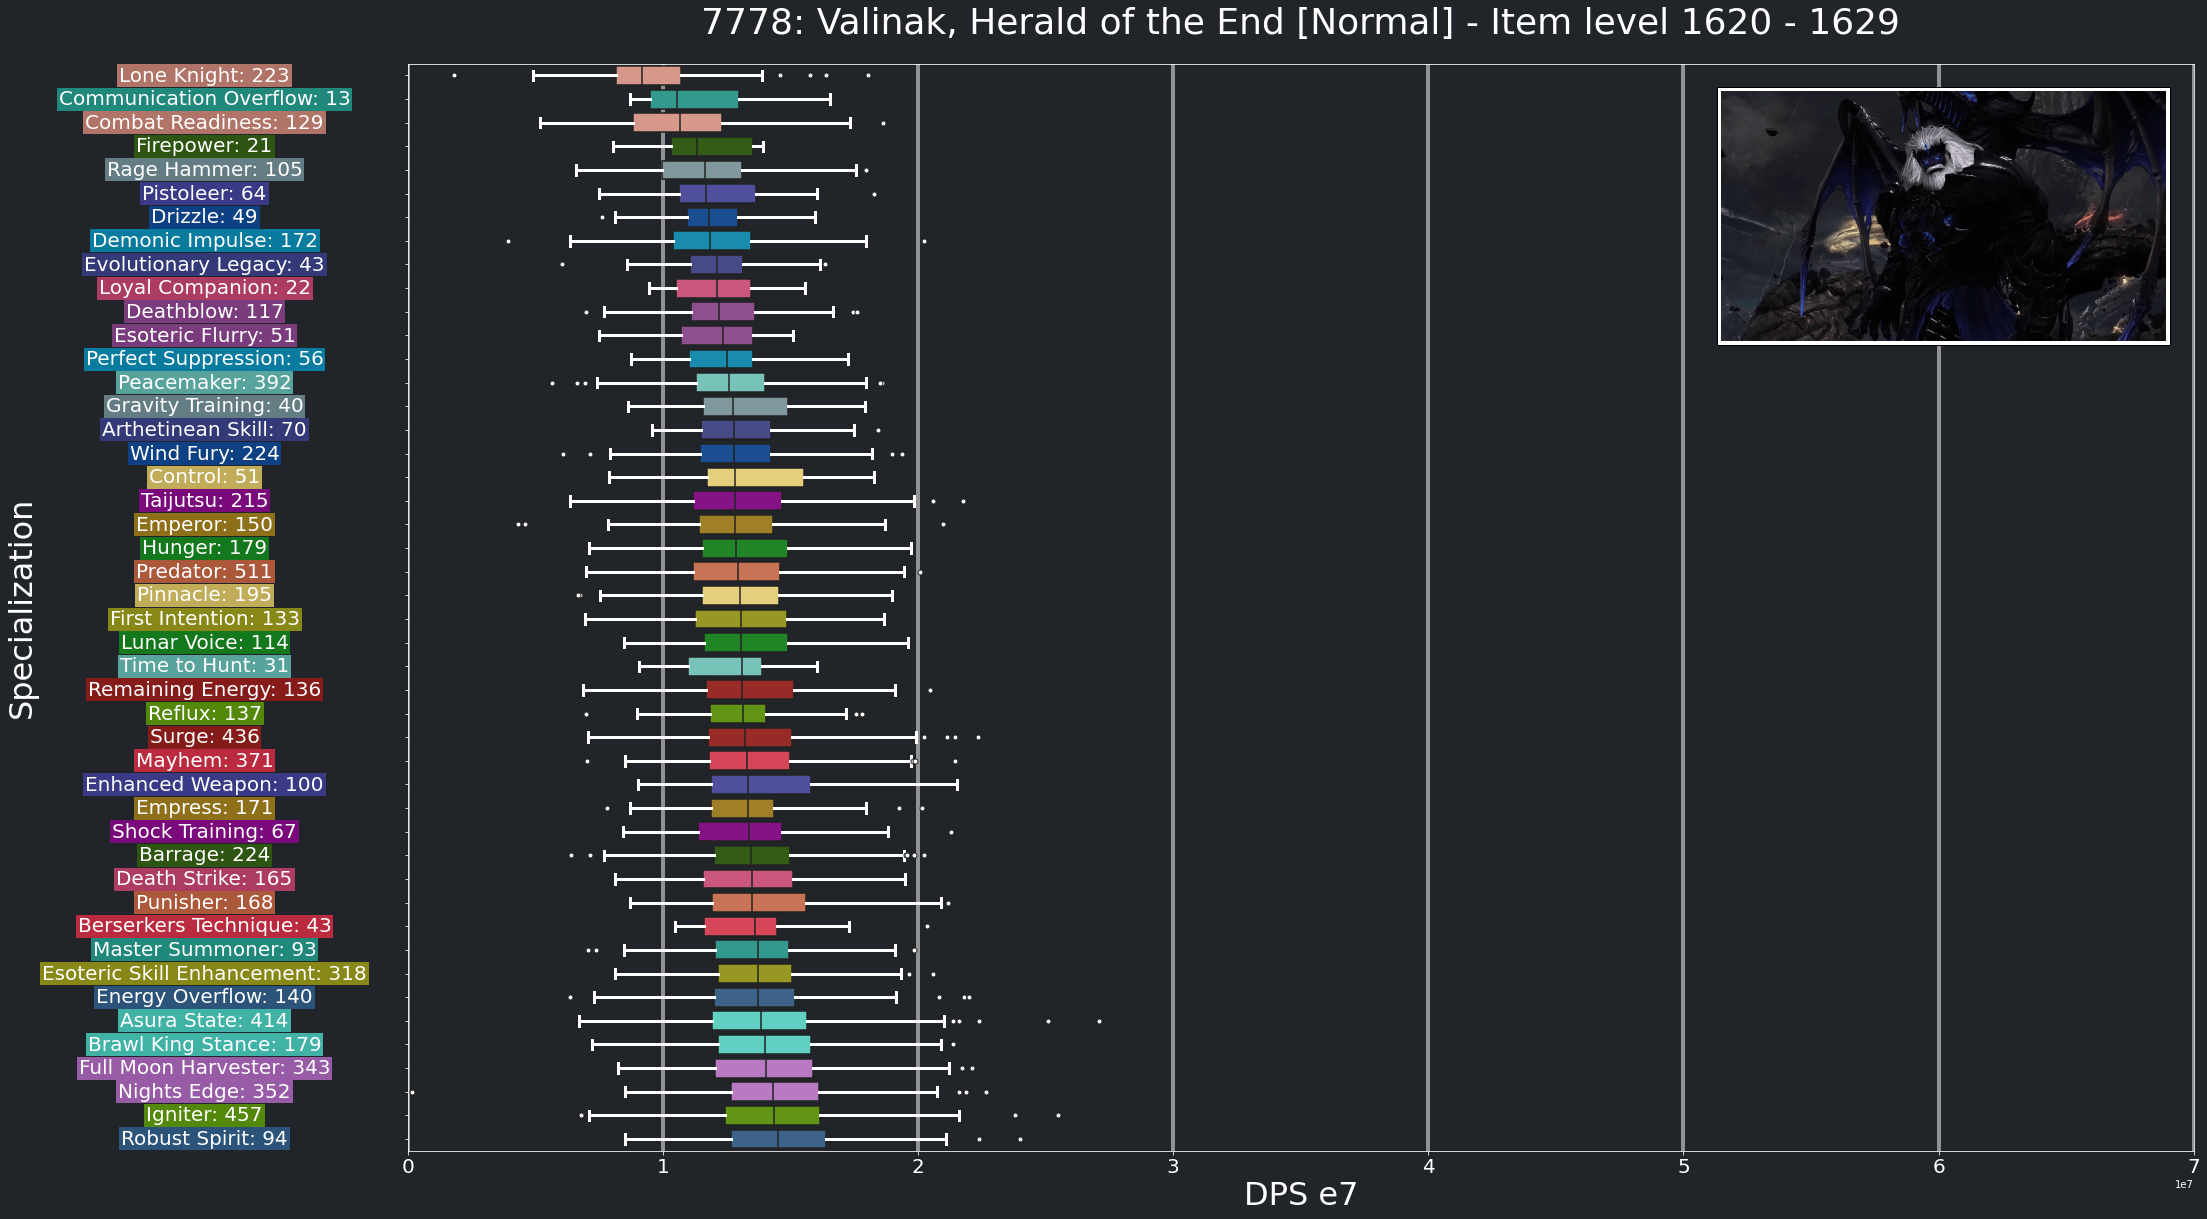 7778: Valinak, Herald of the End [Normal] - Item level 1620 - 1629
Specialization
Lone Knight: 223
Communication Overflow: 13
Combat Readiness: 129
Firepower: 21
Rage Hammer: 105
Pistoleer: 64
Drizzle: 49
Demonic Impulse: 172
Evolutionary Legacy: 43
Loyal Companion: 22
Deathblow: 117
Esoteric Flurry: 51
Perfect Suppression: 56
Peacemaker: 392
Gravity Training: 40
Arthetinean Skill: 70
Wind Fury: 224
Control: 51
Taijutsu: 215
Emperor: 150
Hunger: 179
Predator: 511
Pinnacle: 195
First Intention: 133
Lunar Voice: 114
Time to Hunt: 31
Remaining Energy: 136
Reflux: 137
Surge: 436
Mayhem: 371
Enhanced Weapon: 100
Empress: 171
Shock Training: 67
Barrage: 224
Death Strike: 165
Punisher: 168
Berserkers Technique: 43
Master Summoner: 93
Esoteric Skill Enhancement: 318
Energy Overflow: 140
Asura State: 414
Brawl King Stance: 179
Full Moon Harvester: 343
Nights Edge: 352
Igniter: 457
Robust Spirit: 94
0 1 2 3 4 5 6 7
1e7
DPS e7